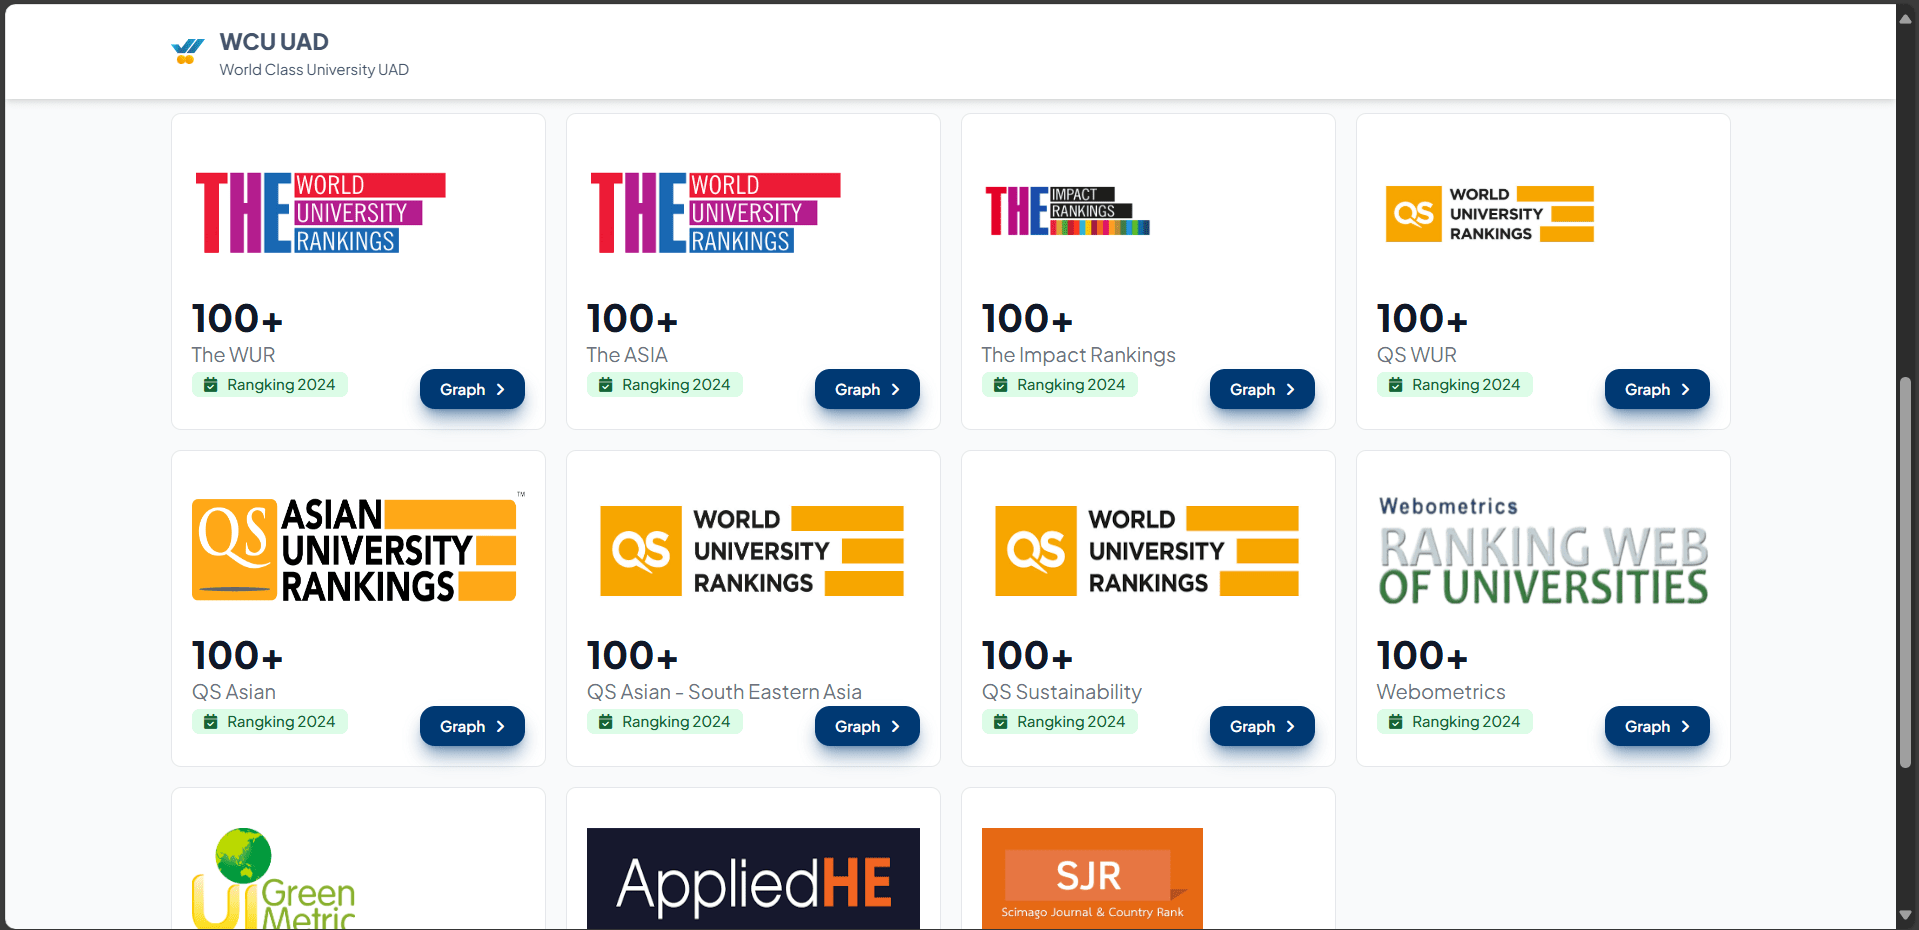 WCU UAD
World Class University UAD
THE WORLD UNIVERSITY RANKINGS
100+
The WUR
Rangking 2024
Graph
THE WORLD UNIVERSITY RANKINGS
100+
The ASIA
Rangking 2024
Graph
THE IMPACT RANKINGS
100+
The Impact Rankings
Rangking 2024
Graph
QS WORLD UNIVERSITY RANKINGS
100+
QS WUR
Rangking 2024
Graph
QS ASIAN UNIVERSITY RANKINGS ™
100+
QS Asian
Rangking 2024
Graph
QS WORLD UNIVERSITY RANKINGS
100+
QS Asian - South Eastern Asia
Rangking 2024
Graph
QS WORLD UNIVERSITY RANKINGS
100+
QS Sustainability
Rangking 2024
Graph
Webometrics
RANKING WEB
OF UNIVERSITIES
100+
Webometrics
Rangking 2024
Graph
UI Green
Metric
AppliedHE
SJR
Scimago Journal & Country Rank